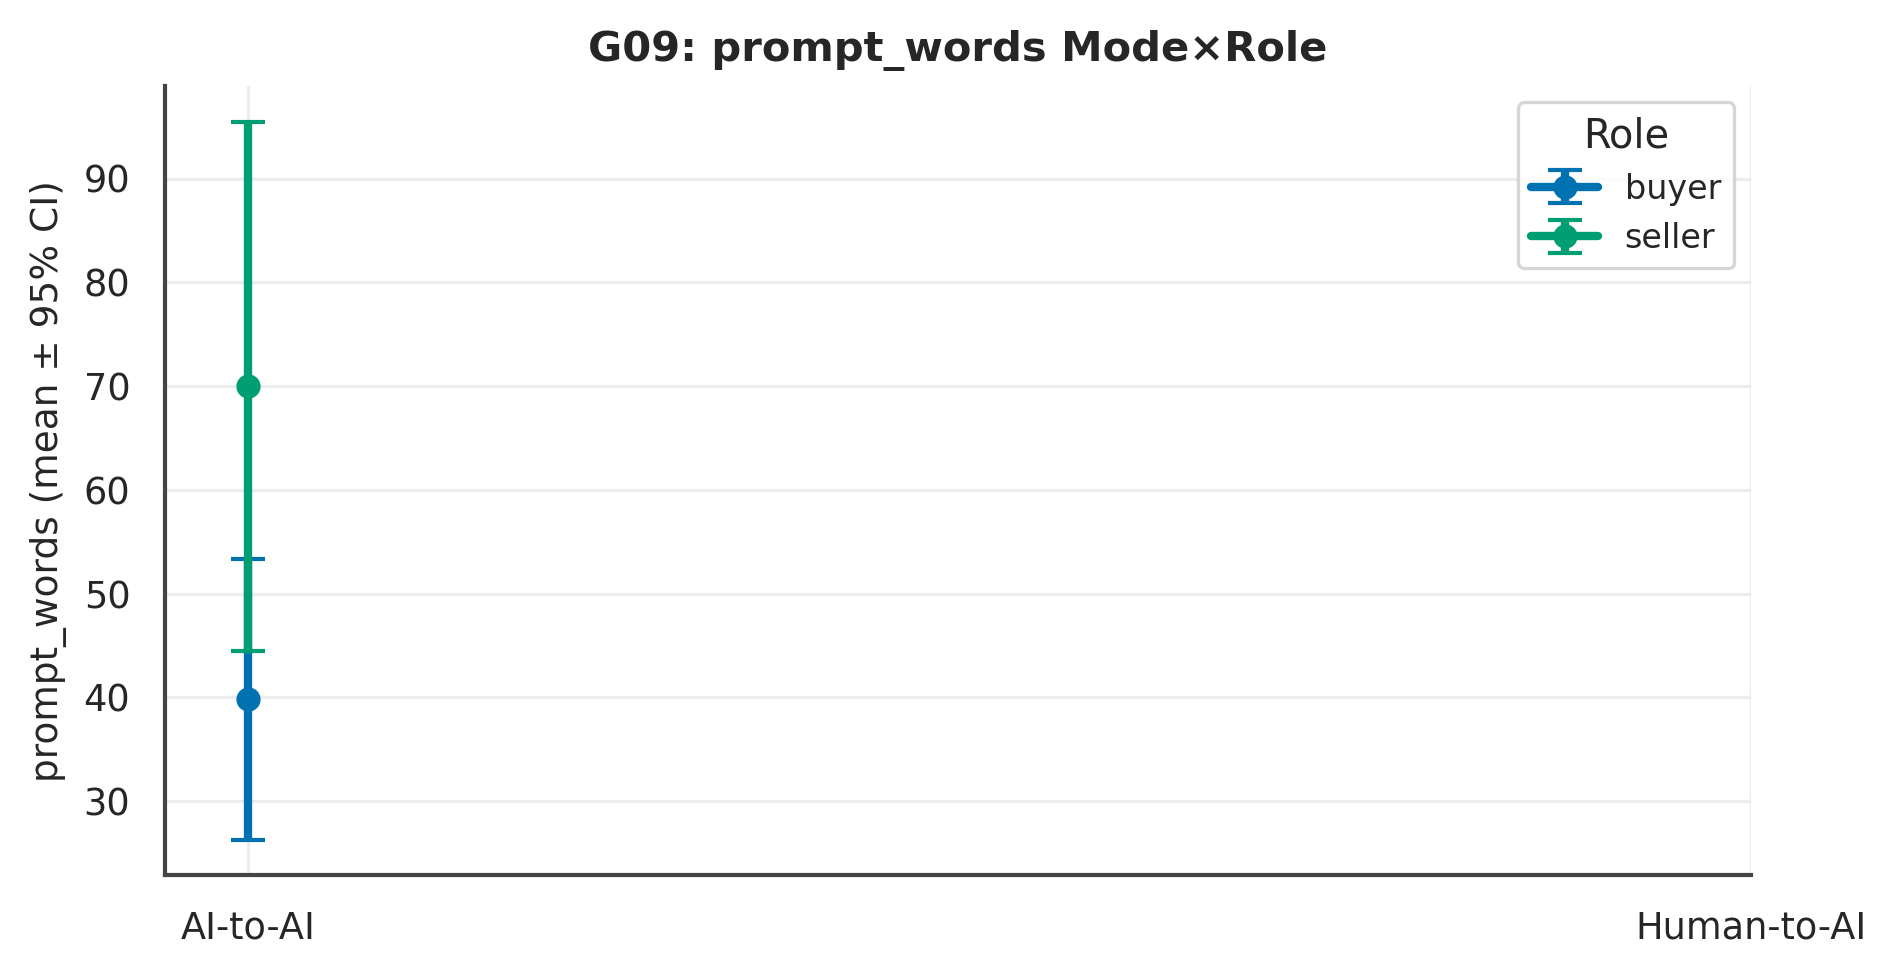 G09: prompt_words Mode×Role
prompt_words (mean ± 95% CI)
90
80
70
60
50
40
30
Role
buyer
seller
AI-to-AI
Human-to-AI